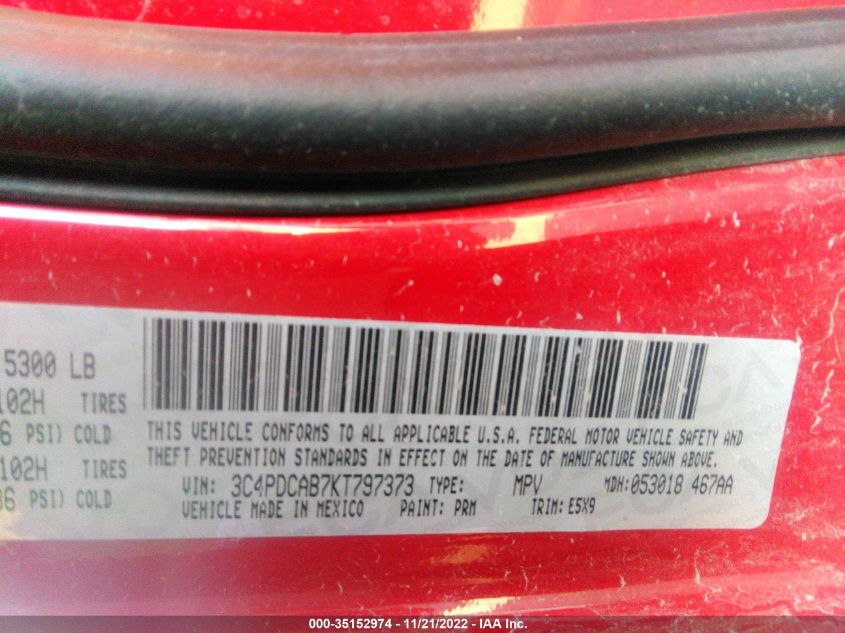 5300 LB
102H TIRES
6 PSI) COLD
102H TIRES
36 PSI) COLD
THIS VEHICLE CONFORMS TO ALL APPLICABLE U.S.A. FEDERAL MOTOR VEHICLE SAFETY AND
THEFT PREVENTION STANDARDS IN EFFECT ON THE DATE OF MANUFACTURE SHOWN ABOVE.
VIN: 3C4PDCAB7KT797373 TYPE: MPV MDH: 053018 467AA
VEHICLE MADE IN MEXICO PAINT: PRM TRIM: E5X9
000-35152974 - 11/21/2022 - IAA Inc.